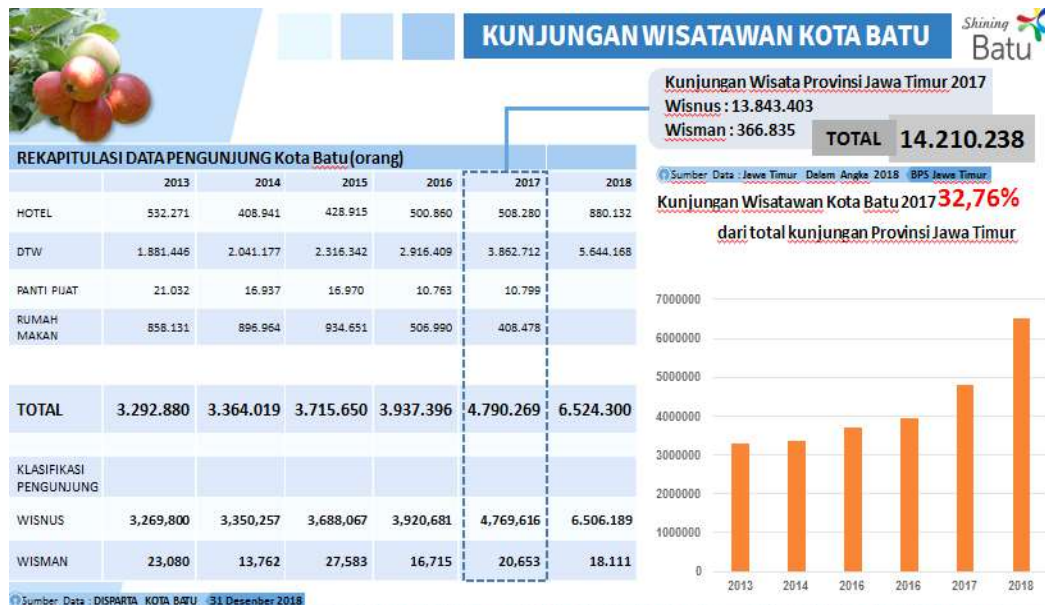 KUNJUNGAN WISATAWAN KOTA BATU
Shining
Batu
Kunjungan Wisata Provinsi Jawa Timur 2017
Wisnus : 13.843.403
Wisman : 366.835
TOTAL 14.210.238
Sumber Data : Jawa Timur Dalam Angka 2018 BPS Jawa Timur
Kunjungan Wisatawan Kota Batu 2017 32,76%
dari total kunjungan Provinsi Jawa Timur
REKAPITULASI DATA PENGUNJUNG Kota Batu (orang)
2013 2014 2015 2016 2017 2018
HOTEL 532.271 408.941 428.915 500.860 508.280 880.132
DTW 1.881.446 2.041.177 2.316.342 2.916.409 3.862.712 5.644.168
PANTI PIJAT 21.032 16.937 16.970 10.763 10.799
RUMAH
MAKAN 858.131 896.964 934.651 506.990 408.478
TOTAL 3.292.880 3.364.019 3.715.650 3.937.396 4.790.269 6.524.300
KLASIFIKASI
PENGUNJUNG
WISNUS 3,269,800 3,350,257 3,688,067 3,920,681 4,769,616 6.506.189
WISMAN 23,080 13,762 27,583 16,715 20,653 18.111
Sumber Data : DISPARTA KOTA BATU 31 Desenber 2018
7000000
6000000
5000000
4000000
3000000
2000000
1000000
0
2013 2014 2016 2016 2017 2018